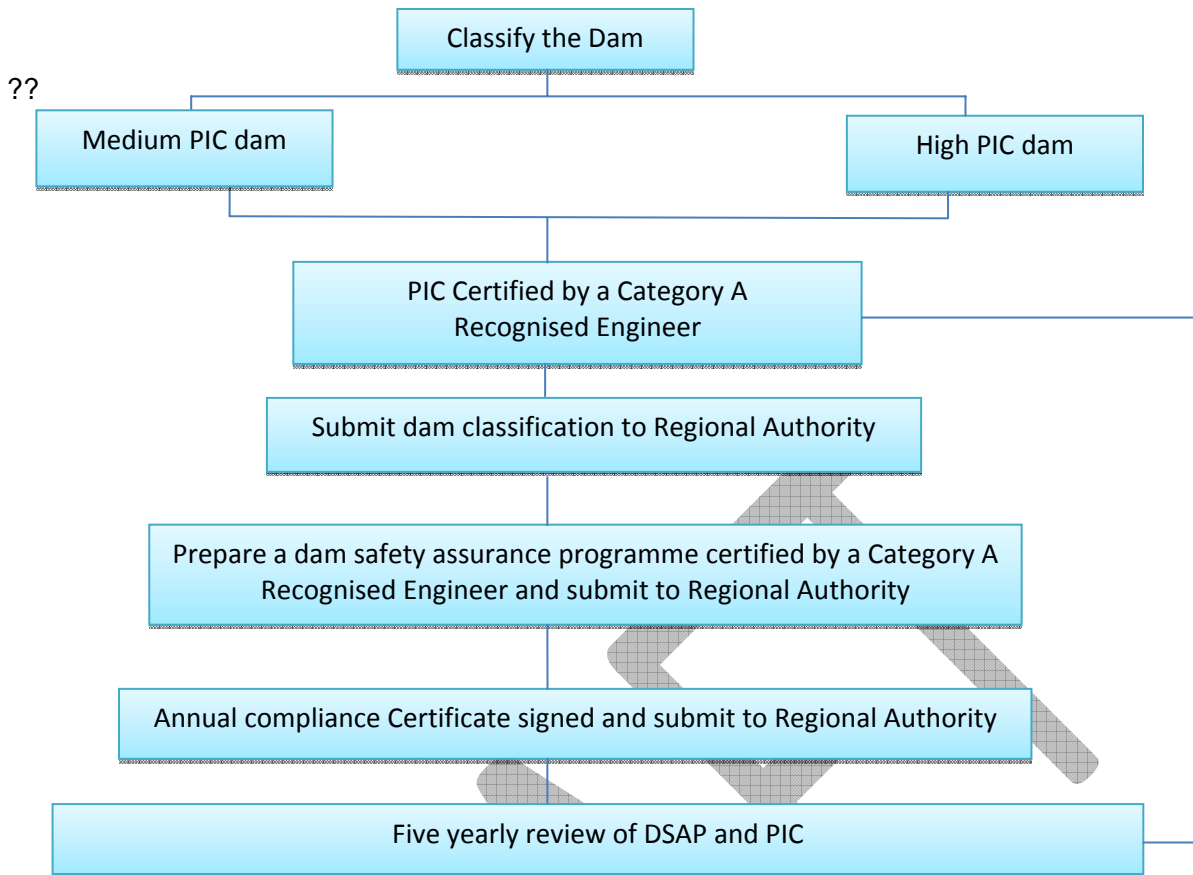 Classify the Dam
??
Medium PIC dam
High PIC dam
PIC Certified by a Category A
Recognised Engineer
Submit dam classification to Regional Authority
Prepare a dam safety assurance programme certified by a Category A
Recognised Engineer and submit to Regional Authority
Annual compliance Certificate signed and submit to Regional Authority
Five yearly review of DSAP and PIC